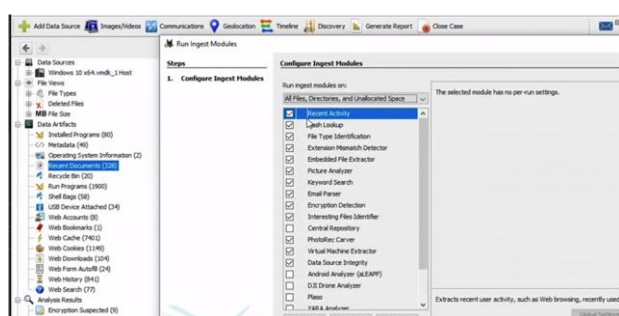 Add Data Source Images/Videos Communications Geolocation Timeline Discovery Generate Report Close Case
Run Ingest Modules
Data Sources
Windows 10 x64.vmdk_1 Host
File Views
File Types
Deleted Files
MB File Size
Data Artifacts
Installed Programs (80)
Metadata (49)
Operating System Information (2)
Recent Documents (328)
Recycle Bin (20)
Run Programs (1900)
Shell Bags (58)
USB Device Attached (34)
Web Accounts (8)
Web Bookmarks (1)
Web Cache (7401)
Web Cookies (1149)
Web Downloads (104)
Web Form Autofill (24)
Web History (841)
Web Search (77)
Analysis Results
Encryption Suspected (9)
Steps
1. Configure Ingest Modules
Configure Ingest Modules
Run ingest modules on:
All Files, Directories, and Unallocated Space
Recent Activity
Hash Lookup
File Type Identification
Extension Mismatch Detector
Embedded File Extractor
Picture Analyzer
Keyword Search
Email Parser
Encryption Detection
Interesting Files Identifier
Central Repository
PhotoRec Carver
Virtual Machine Extractor
Data Source Integrity
Android Analyzer (aLEAPP)
DJI Drone Analyzer
Plaso
YARA Analyzer
The selected module has no per-run settings.
Extracts recent user activity, such as Web browsing, recently used
Global Settings